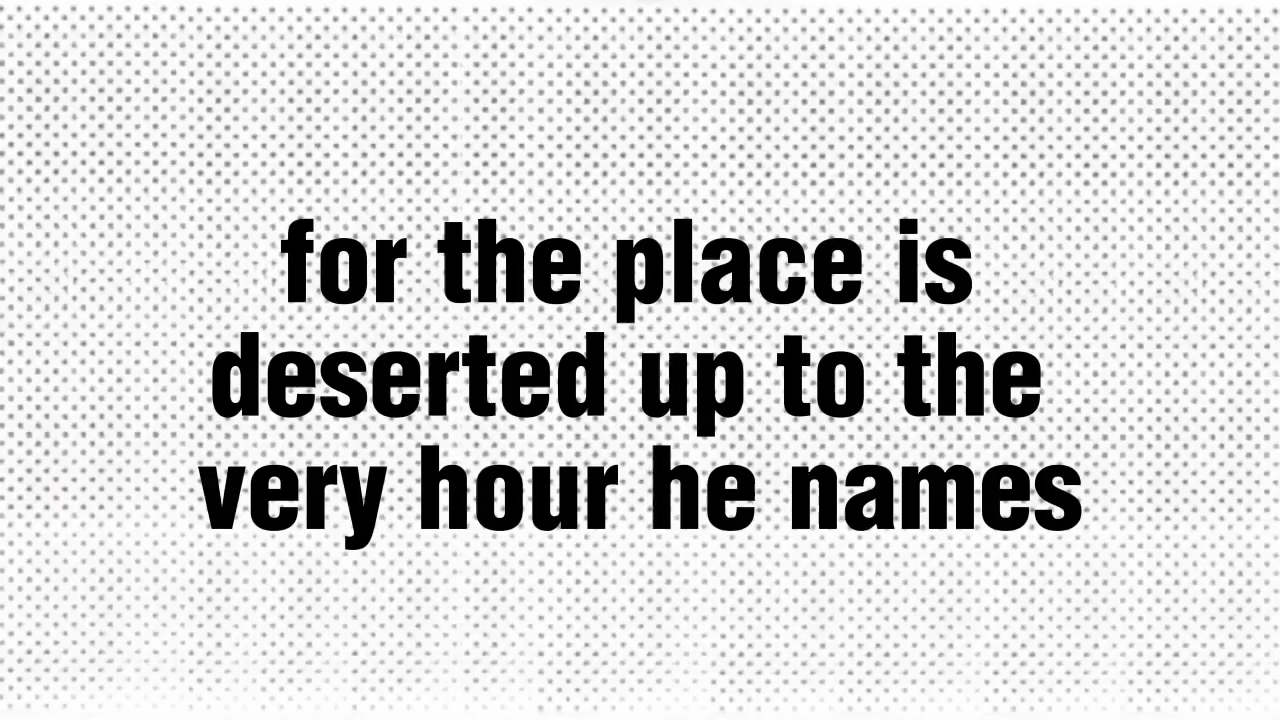 for the place is
deserted up to the
very hour he names